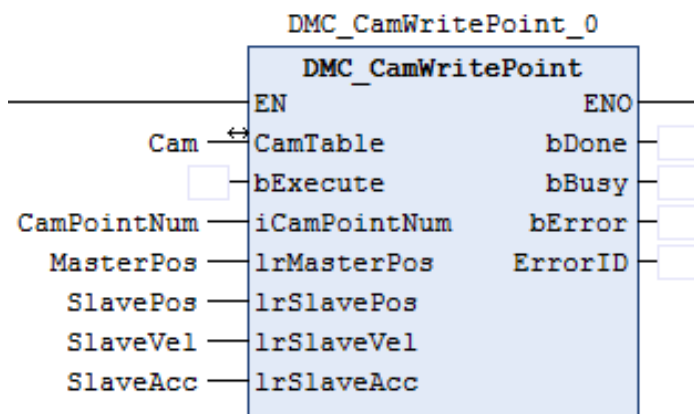 DMC_CamWritePoint_0
DMC_CamWritePoint
EN ENO
Cam CamTable bDone
bExecute bBusy
CamPointNum iCamPointNum bError
MasterPos lrMasterPos ErrorID
SlavePos lrSlavePos
SlaveVel lrSlaveVel
SlaveAcc lrSlaveAcc